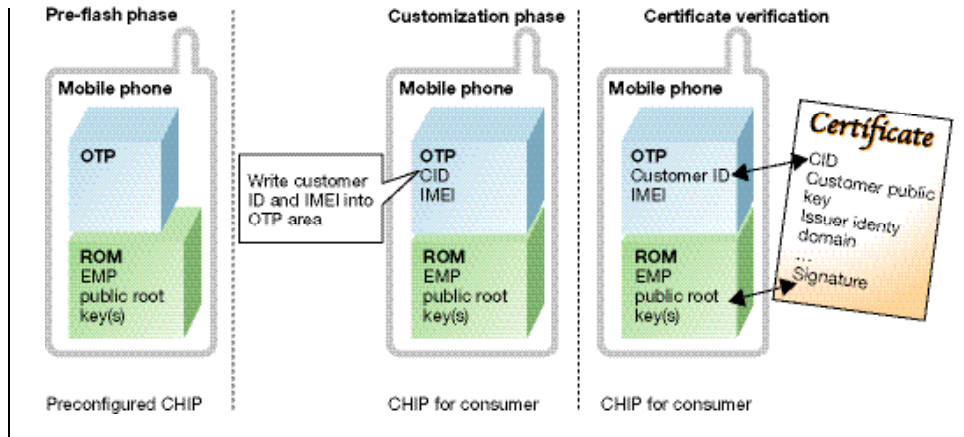 Pre-flash phase
Mobile phone
OTP
ROM
EMP
public root
key(s)
Preconfigured CHIP
Customization phase
Mobile phone
Write customer
ID and IMEI into
OTP area
OTP
CID
IMEI
ROM
EMP
public root
key(s)
CHIP for consumer
Certificate verification
Mobile phone
OTP
Customer ID
IMEI
ROM
EMP
public root
key(s)
CHIP for consumer
Certificate
CID
Customer public
key
Issuer identy
domain
...
Signature